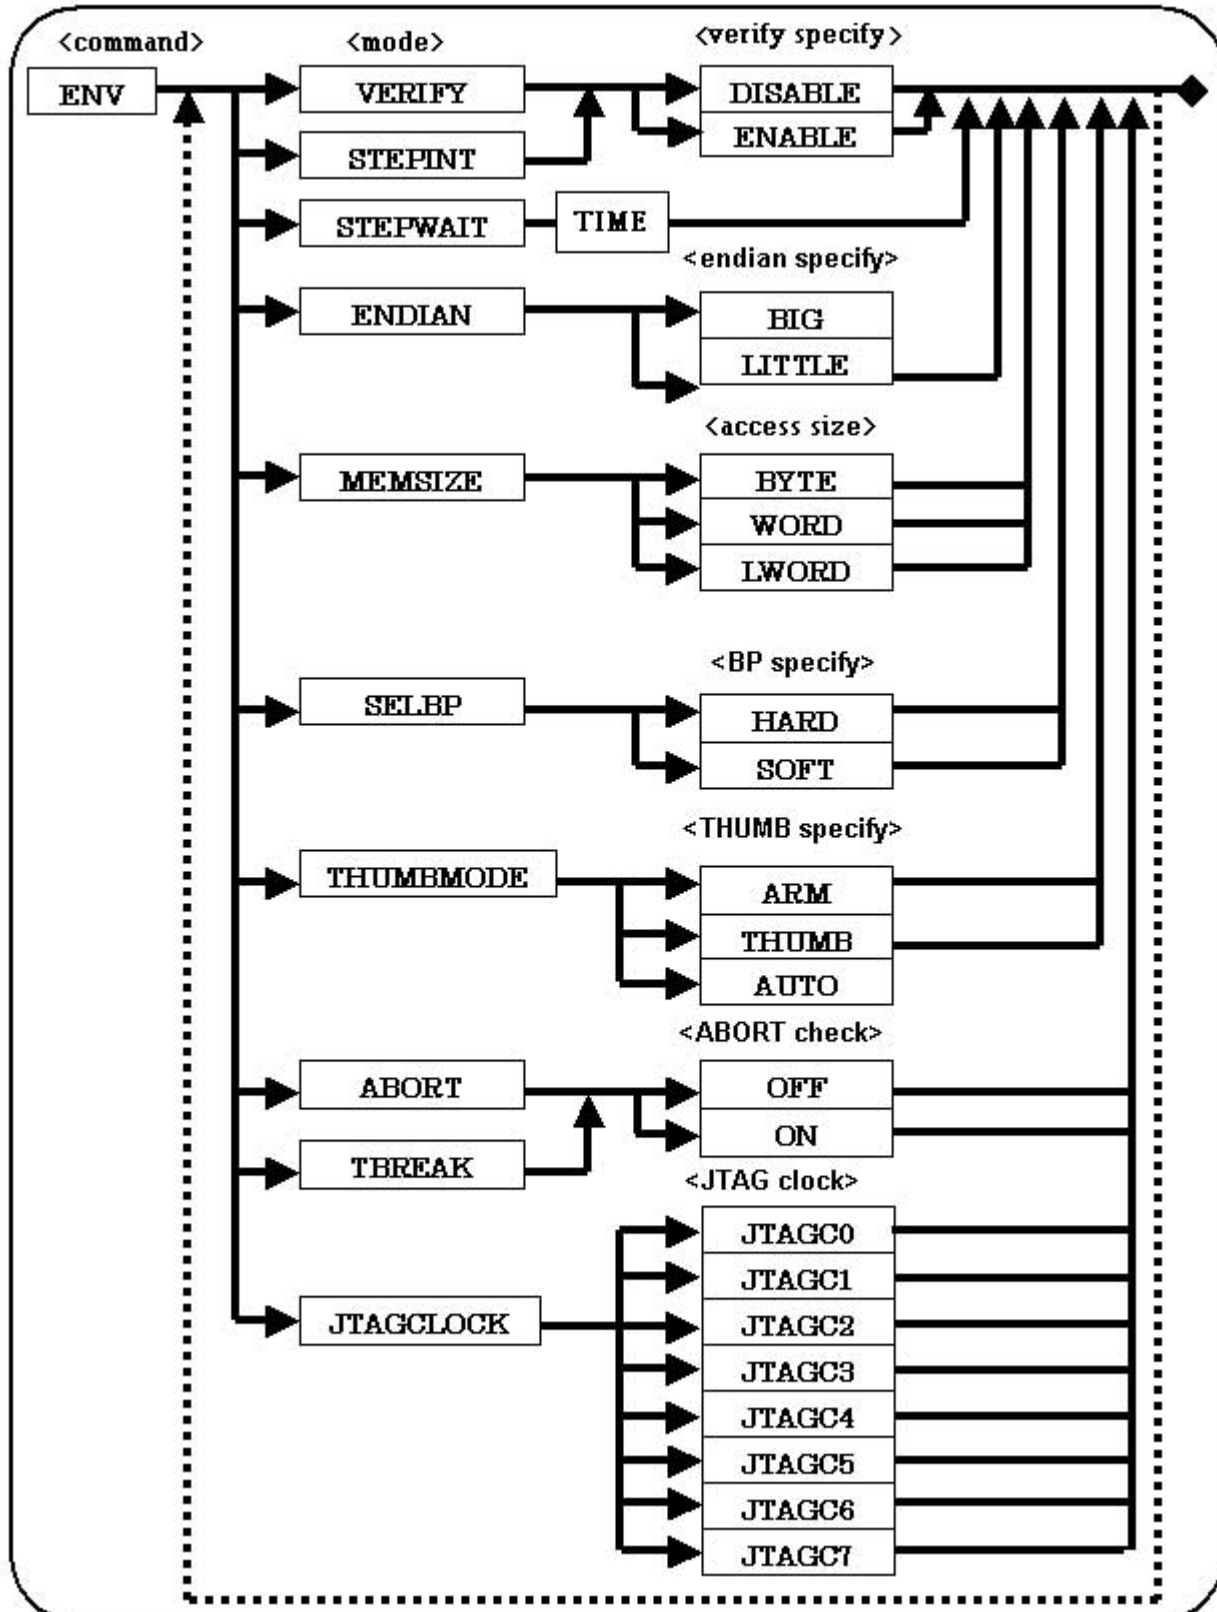 <command> <mode> <verify specify>
ENV VERIFY DISABLE
ENABLE
STEPINT
STEPWAIT TIME
<endian specify>
ENDIAN BIG
LITTLE
<access size>
MEMSIZE BYTE
WORD
LWORD
<BP specify>
SELBP HARD
SOFT
<THUMB specify>
THUMBMODE ARM
THUMB
AUTO
<ABORT check>
ABORT OFF
ON
TBREAK
<JTAG clock>
JTAGC0
JTAGC1
JTAGCLOCK JTAGC2
JTAGC3
JTAGC4
JTAGC5
JTAGC6
JTAGC7